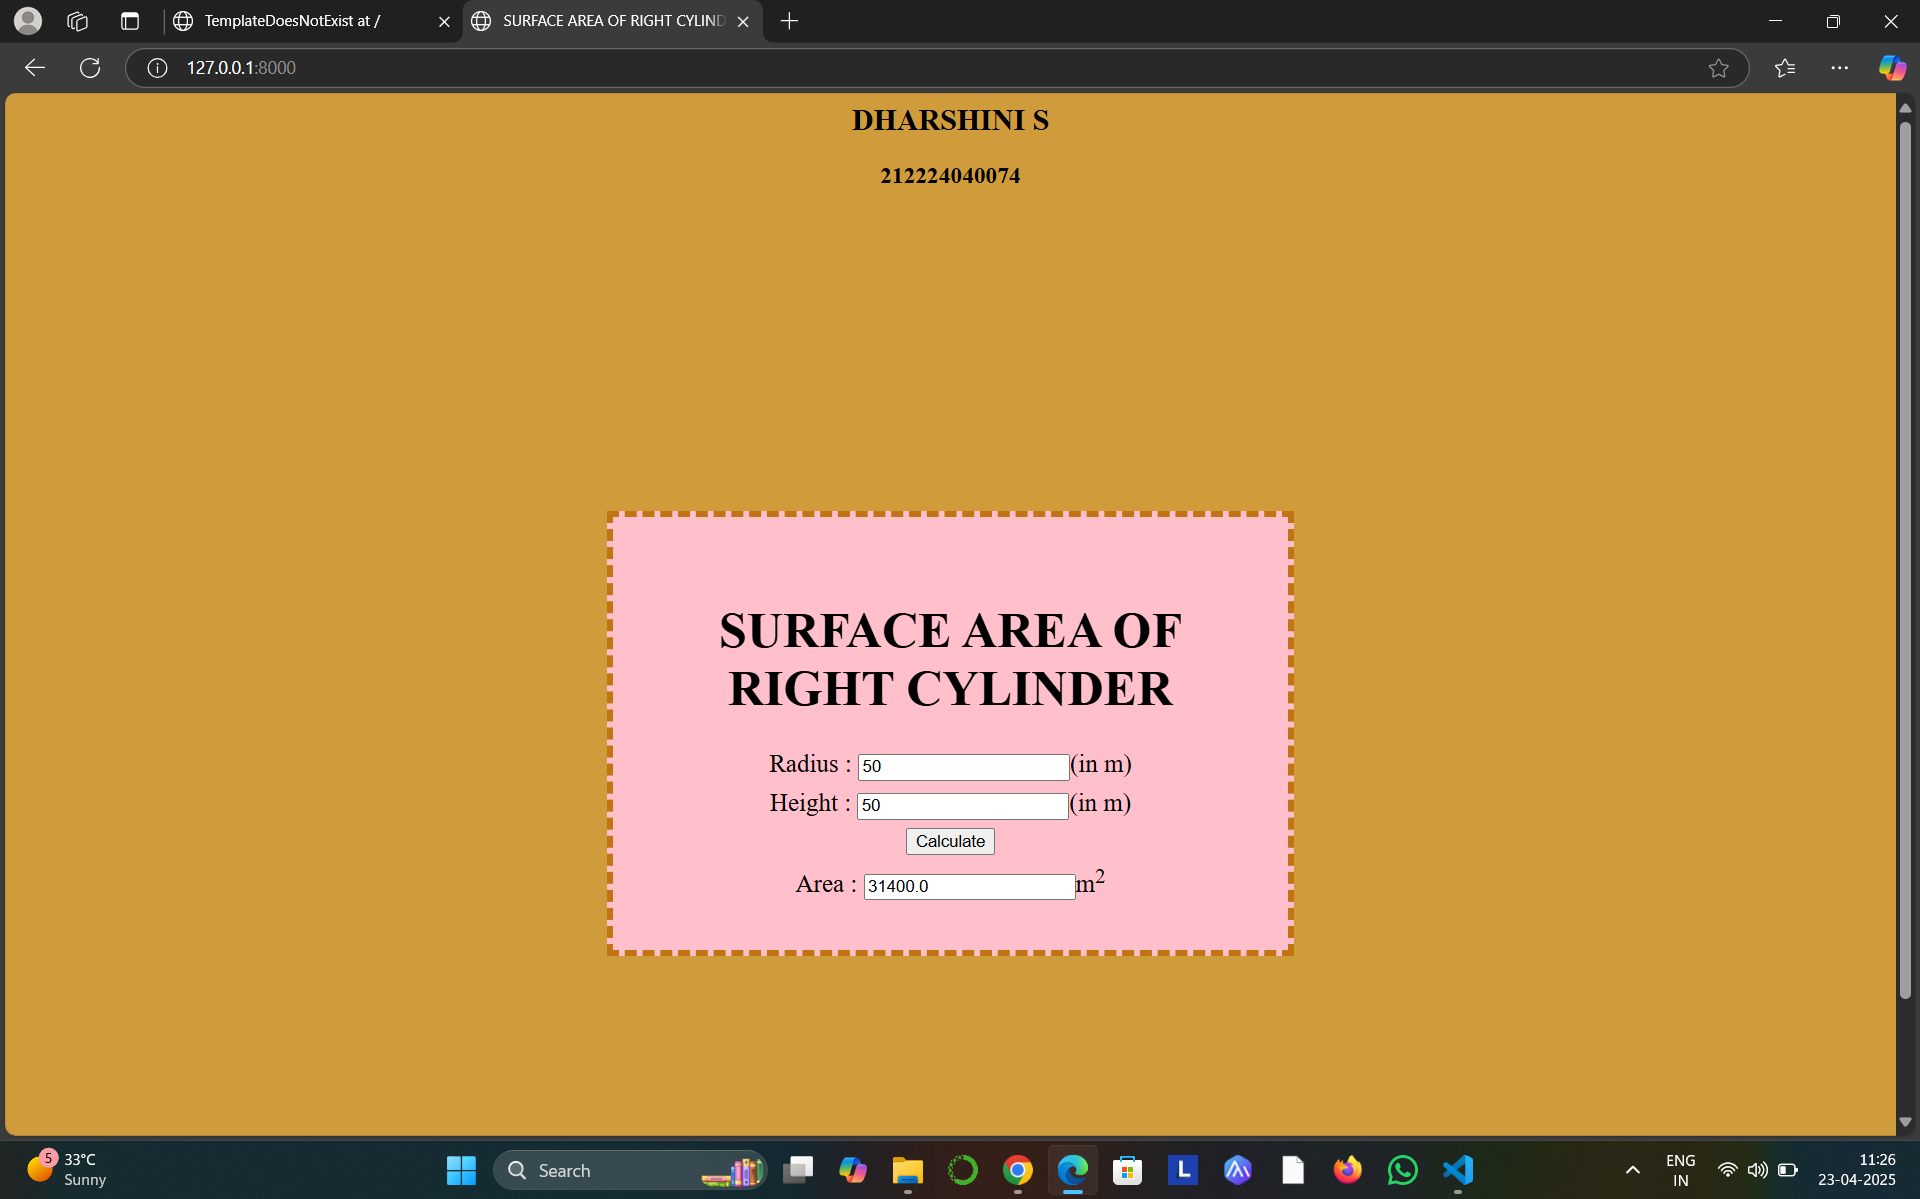 TemplateDoesNotExist at /
SURFACE AREA OF RIGHT CYLIND
127.0.0.1:8000
DHARSHINI S
212224040074
SURFACE AREA OF
RIGHT CYLINDER
Radius : 50 (in m)
Height : 50 (in m)
Calculate
Area : 31400.0 m²
5
33°C
Sunny
Search
L
ENG
IN
11:26
23-04-2025